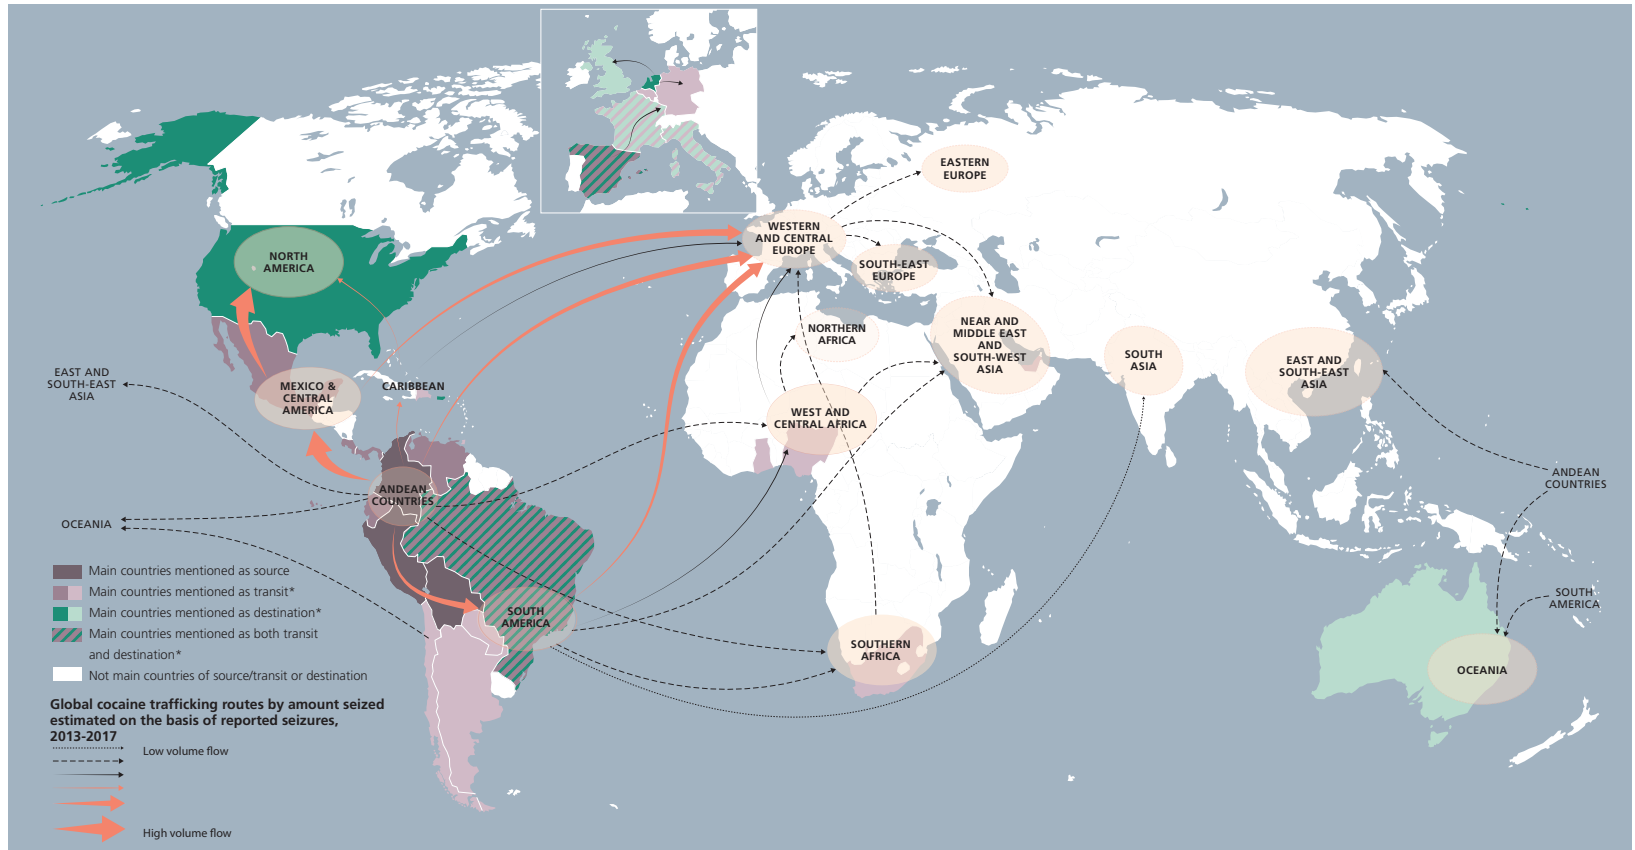 EASTERN
EUROPE
WESTERN
AND CENTRAL
EUROPE
NORTH
AMERICA
SOUTH-EAST
EUROPE
NORTHERN
AFRICA
NEAR AND
MIDDLE EAST
AND
SOUTH-WEST
ASIA
SOUTH
ASIA
EAST AND
SOUTH-EAST
ASIA
EAST AND
SOUTH-EAST
ASIA
MEXICO &
CENTRAL
AMERICA
CARIBBEAN
WEST AND
CENTRAL AFRICA
ANDEAN
COUNTRIES
ANDEAN
COUNTRIES
OCEANIA
SOUTH
AMERICA
SOUTH
AMERICA
SOUTHERN
AFRICA
OCEANIA
Main countries mentioned as source
Main countries mentioned as transit*
Main countries mentioned as destination*
Main countries mentioned as both transit
and destination*
Not main countries of source/transit or destination
Global cocaine trafficking routes by amount seized
estimated on the basis of reported seizures,
2013-2017
Low volume flow
High volume flow